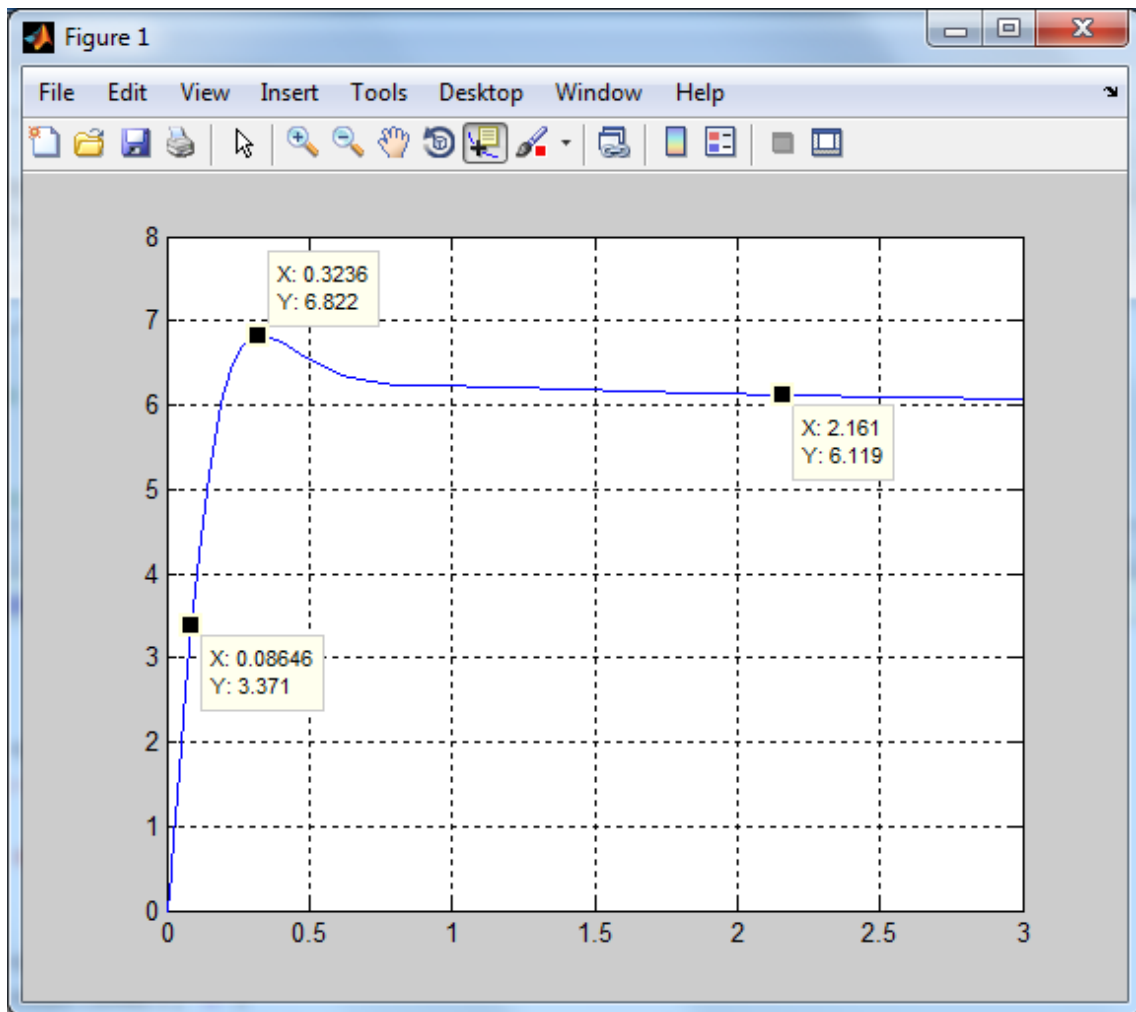 Figure 1
File Edit View Insert Tools Desktop Window Help
8
X: 0.3236
Y: 6.822
7
6
X: 2.161
Y: 6.119
5
4
3
X: 0.08646
Y: 3.371
2
1
0
0 0.5 1 1.5 2 2.5 3